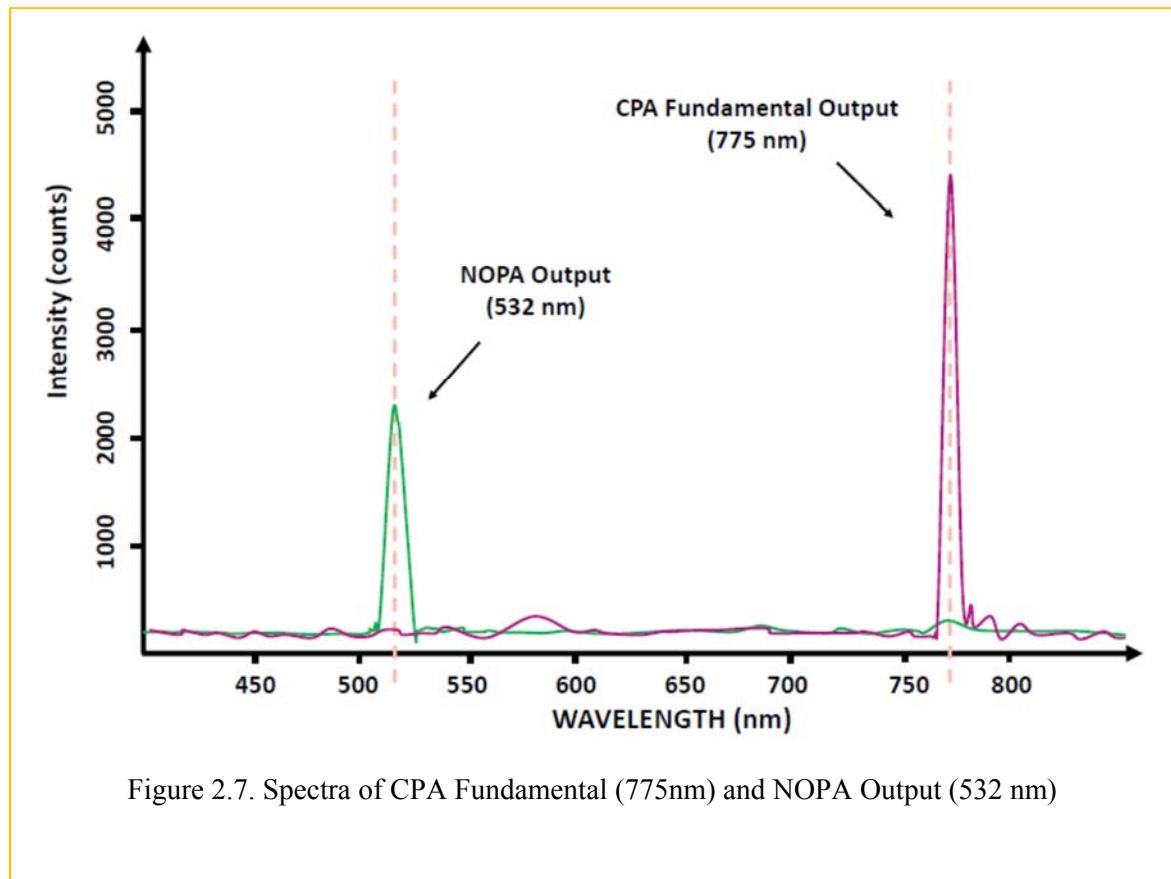 5000
4000
3000
2000
1000
Intensity (counts)
CPA Fundamental Output
(775 nm)
NOPA Output
(532 nm)
450 500 550 600 650 700 750 800
WAVELENGTH (nm)
Figure 2.7. Spectra of CPA Fundamental (775nm) and NOPA Output (532 nm)